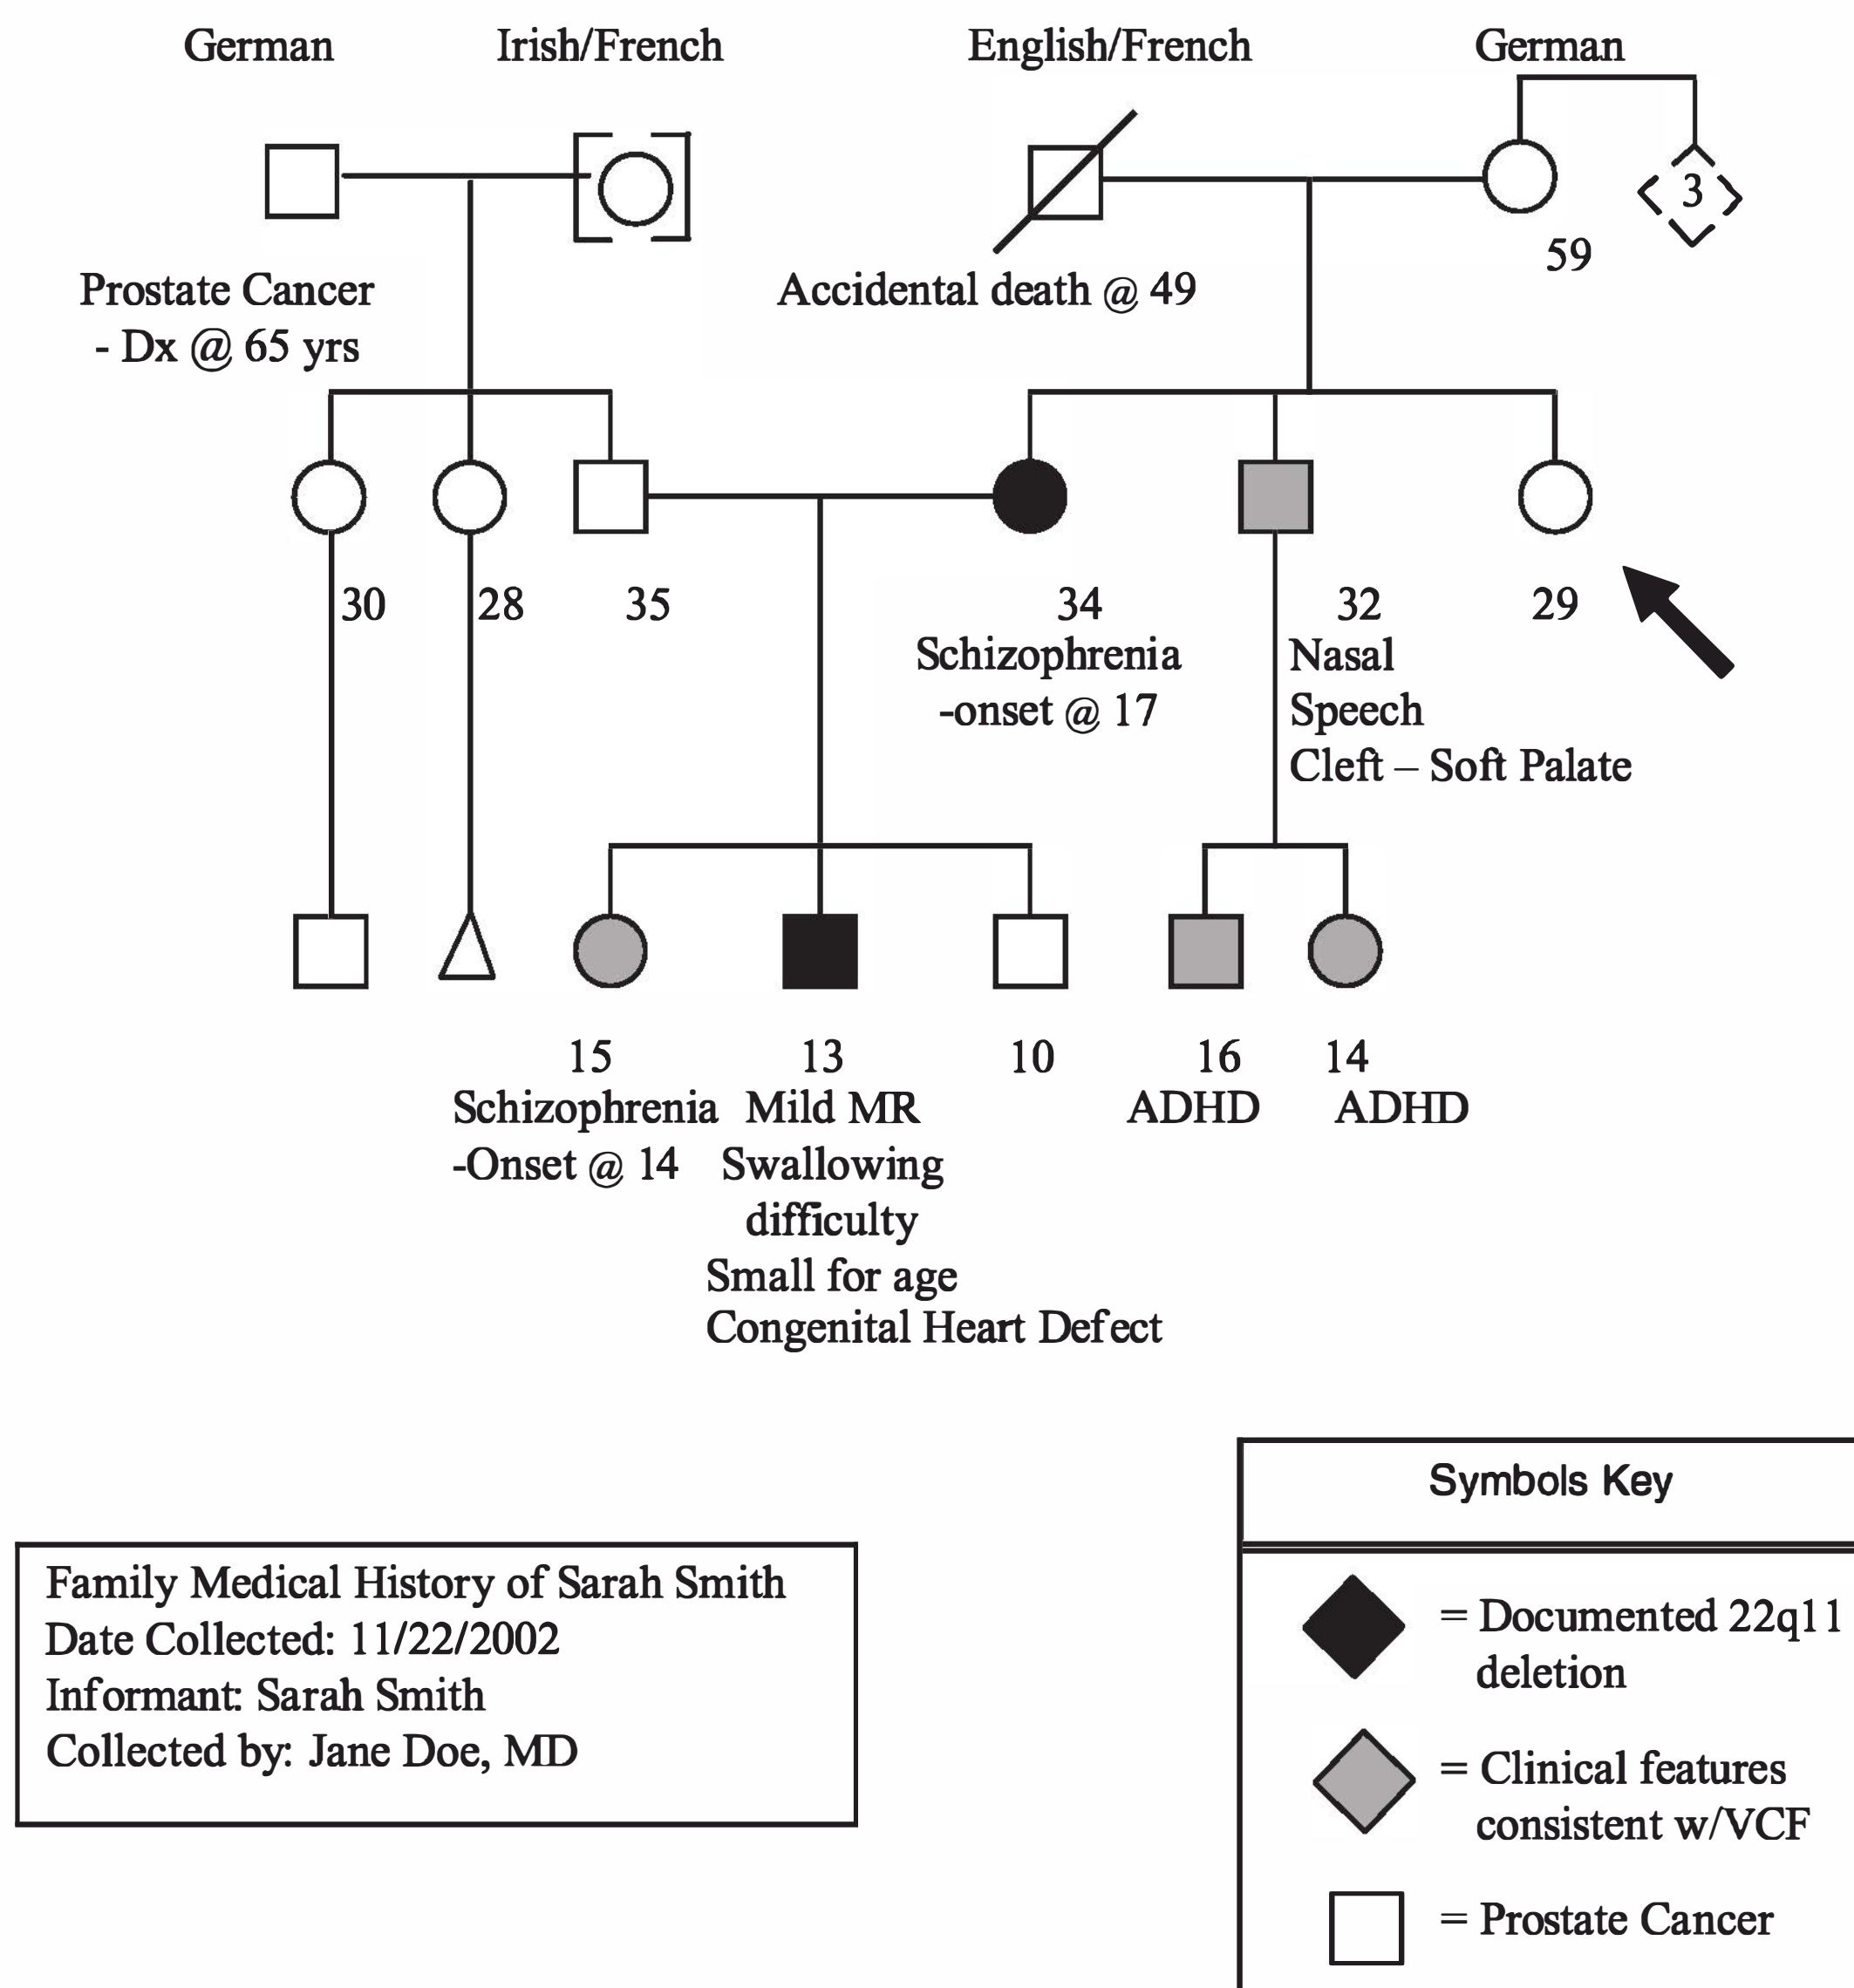 German
Irish/French
English/French
German
3
59
Prostate Cancer
- Dx @ 65 yrs
Accidental death @ 49
30
28
35
34
Schizophrenia
-onset @ 17
32
Nasal
Speech
Cleft – Soft Palate
29
15
Schizophrenia
-Onset @ 14
13
Mild MR
Swallowing
difficulty
Small for age
Congenital Heart Defect
10
16
ADHD
14
ADHD
Family Medical History of Sarah Smith
Date Collected: 11/22/2002
Informant: Sarah Smith
Collected by: Jane Doe, MD
Symbols Key
= Documented 22q11
deletion
= Clinical features
consistent w/VCF
= Prostate Cancer